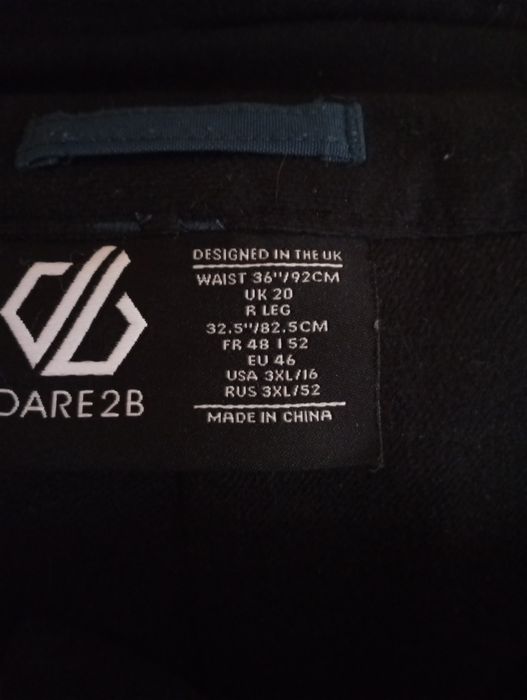 DARE2B
DESIGNED IN THE UK
WAIST 36"/92CM
UK 20
R LEG
32.5"/82.5CM
FR 48 I 52
EU 46
USA 3XL/16
RUS 3XL/52
MADE IN CHINA